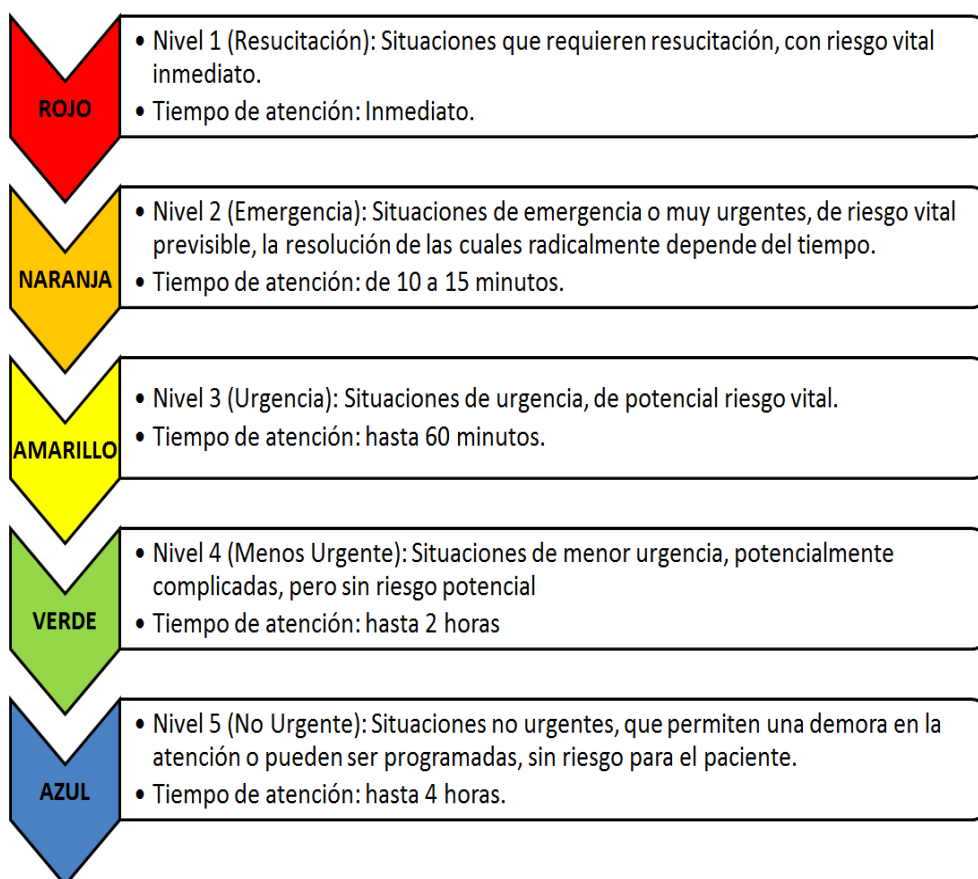 • Nivel 1 (Resucitación): Situaciones que requieren resucitación, con riesgo vital
inmediato.
ROJO
• Tiempo de atención: Inmediato.
• Nivel 2 (Emergencia): Situaciones de emergencia o muy urgentes, de riesgo vital
previsible, la resolución de las cuales radicalmente depende del tiempo.
NARANJA
• Tiempo de atención: de 10 a 15 minutos.
• Nivel 3 (Urgencia): Situaciones de urgencia, de potencial riesgo vital.
AMARILLO
• Tiempo de atención: hasta 60 minutos.
• Nivel 4 (Menos Urgente): Situaciones de menor urgencia, potencialmente
complicadas, pero sin riesgo potencial
VERDE
• Tiempo de atención: hasta 2 horas
• Nivel 5 (No Urgente): Situaciones no urgentes, que permiten una demora en la
atención o pueden ser programadas, sin riesgo para el paciente.
AZUL
• Tiempo de atención: hasta 4 horas.